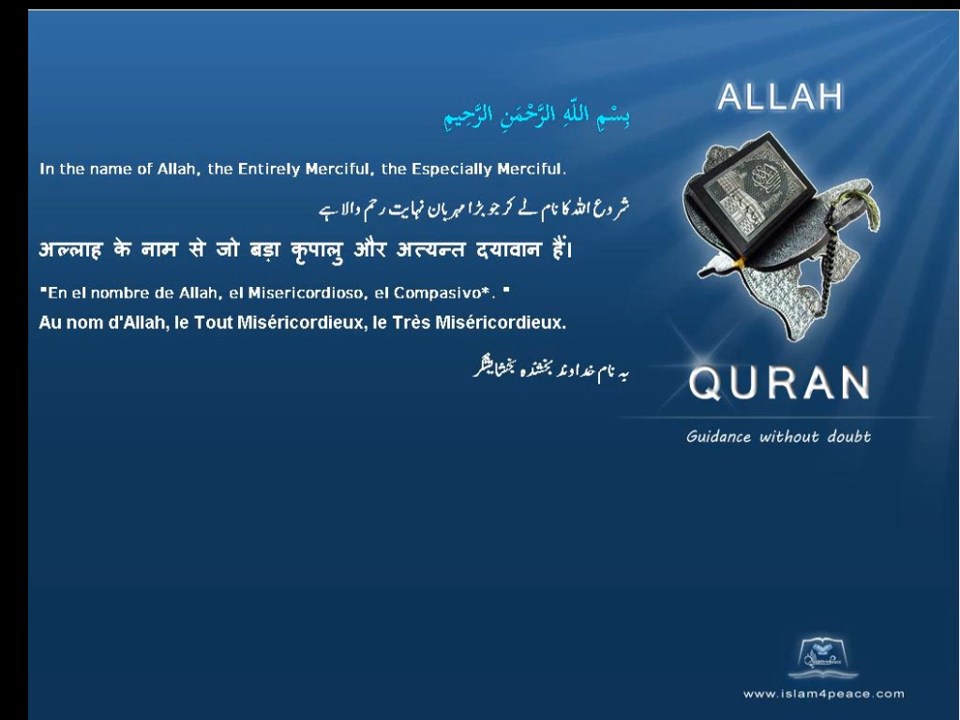 بِسْمِ اللّهِ الرَّحْمَنِ الرَّحِيمِ
In the name of Allah, the Entirely Merciful, the Especially Merciful.
شروع الله کا نام لے کر جو بڑا مہربان نہایت رحم والا ہے
अल्लाह के नाम से जो बड़ा कृपालु और अत्यन्त दयावान हैं।
"En el nombre de Allah, el Misericordioso, el Compasivo*. "
Au nom d'Allah, le Tout Miséricordieux, le Très Miséricordieux.
به نام خداوند بخشنده بخشایشگر
ALLAH
QURAN
Guidance without doubt
www.islam4peace.com